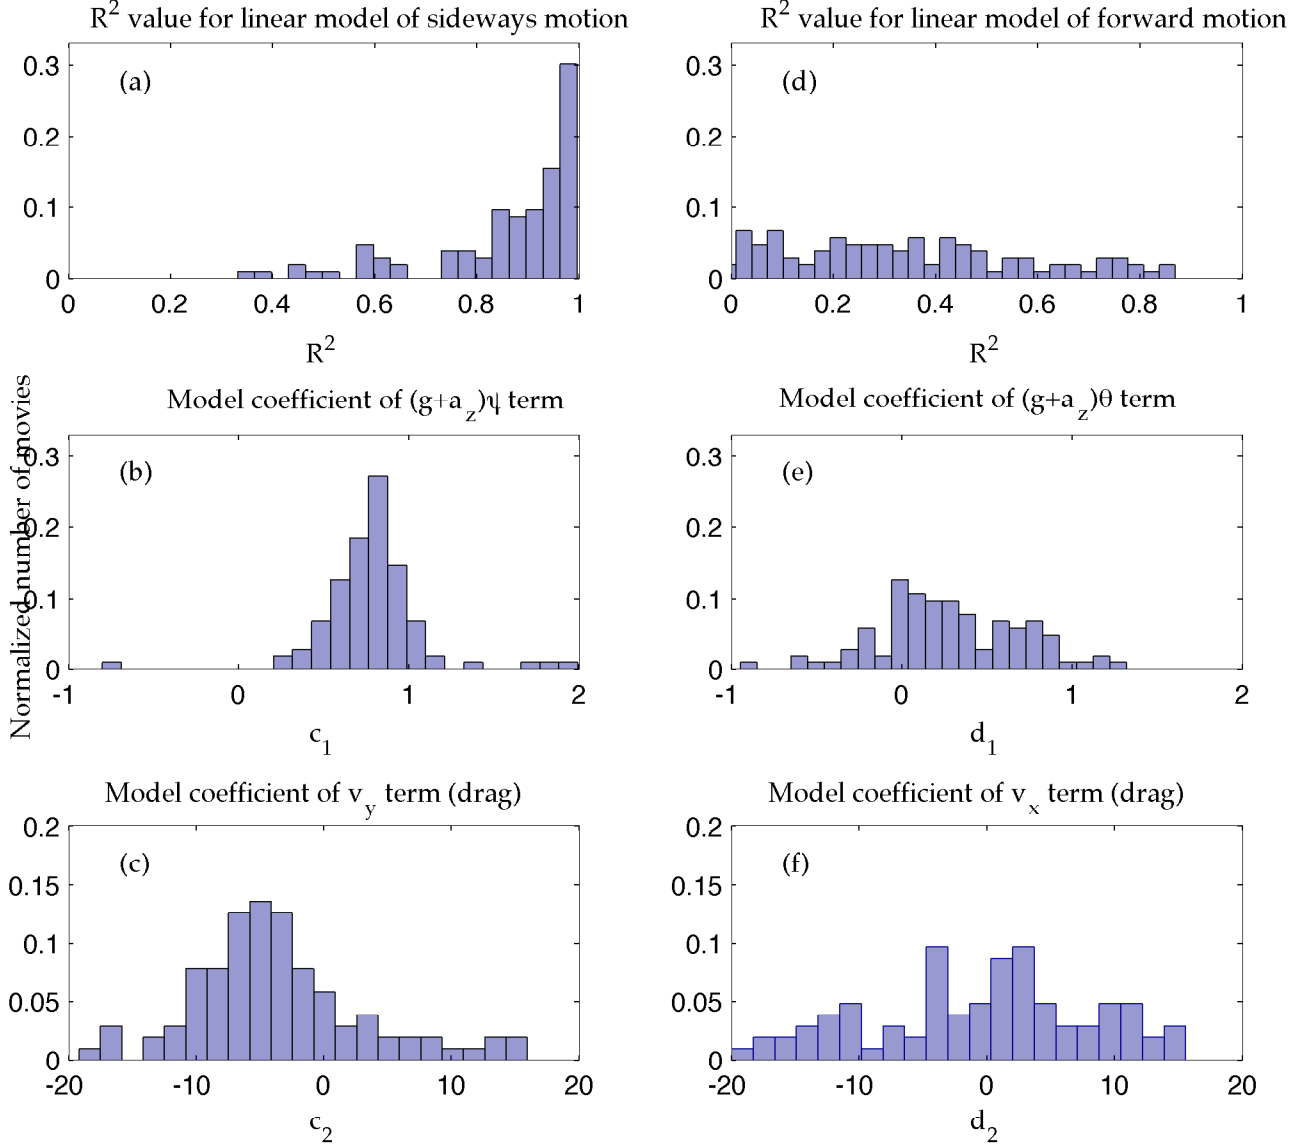 R² value for linear model of sideways motion
(a)
0.3
0.2
0.1
0
0 0.2 0.4 0.6 0.8 1
R²
R² value for linear model of forward motion
(d)
0.3
0.2
0.1
0
0 0.2 0.4 0.6 0.8 1
R²
Normalized number of movies
Model coefficient of (g+a_z)ψ term
(b)
0.3
0.2
0.1
0
-1 0 1 2
c₁
Model coefficient of (g+a_z)θ term
(e)
0.3
0.2
0.1
0
-1 0 1 2
d₁
Model coefficient of v_y term (drag)
(c)
0.2
0.15
0.1
0.05
0
-20 -10 0 10 20
c₂
Model coefficient of v_x term (drag)
(f)
0.2
0.15
0.1
0.05
0
-20 -10 0 10 20
d₂